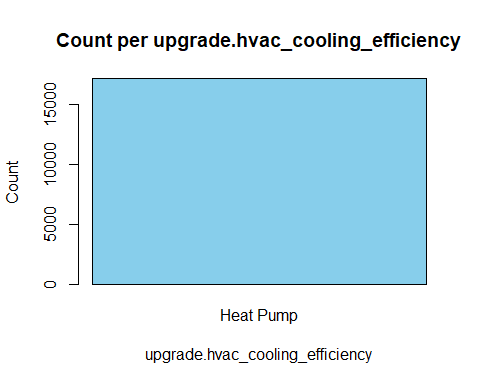 Count per upgrade.hvac_cooling_efficiency
15000
10000
5000
0
Count
Heat Pump
upgrade.hvac_cooling_efficiency